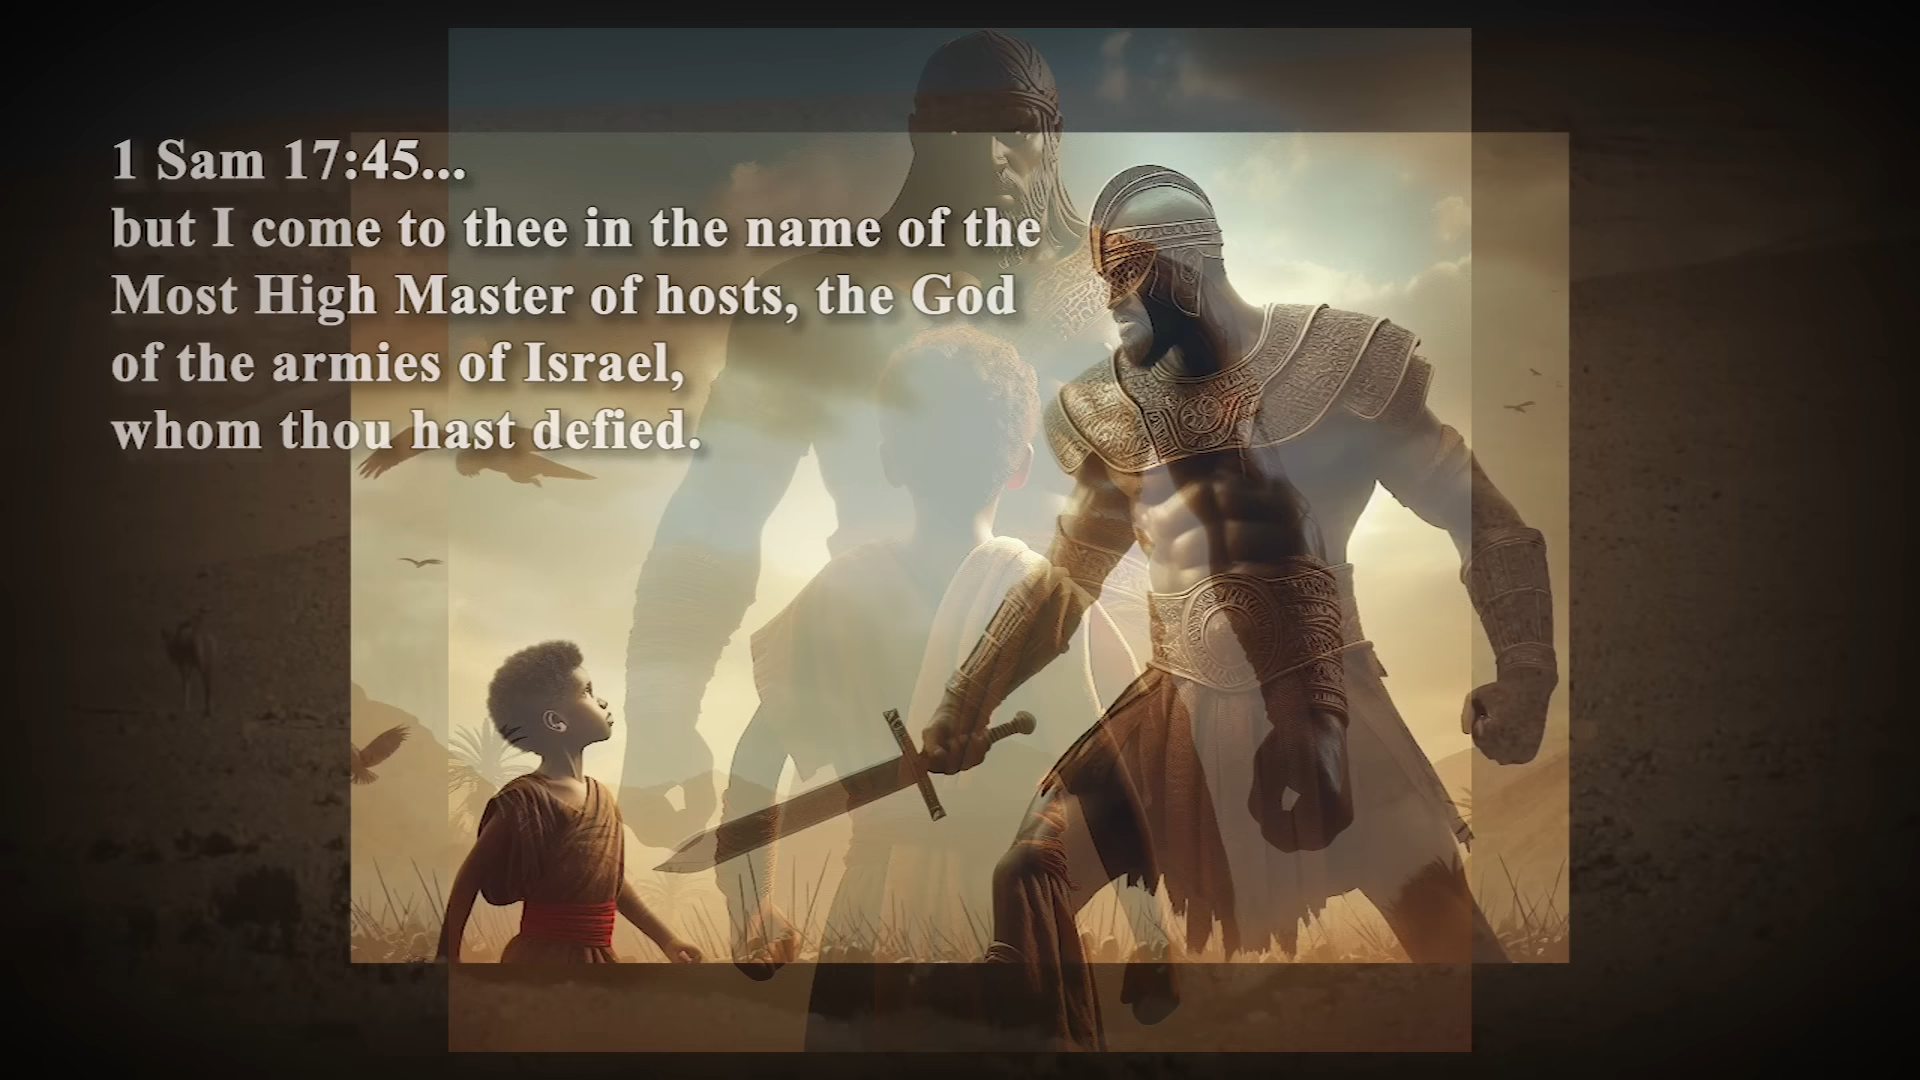 1 Sam 17:45...
but I come to thee in the name of the
Most High Master of hosts, the God
of the armies of Israel,
whom thou hast defied.